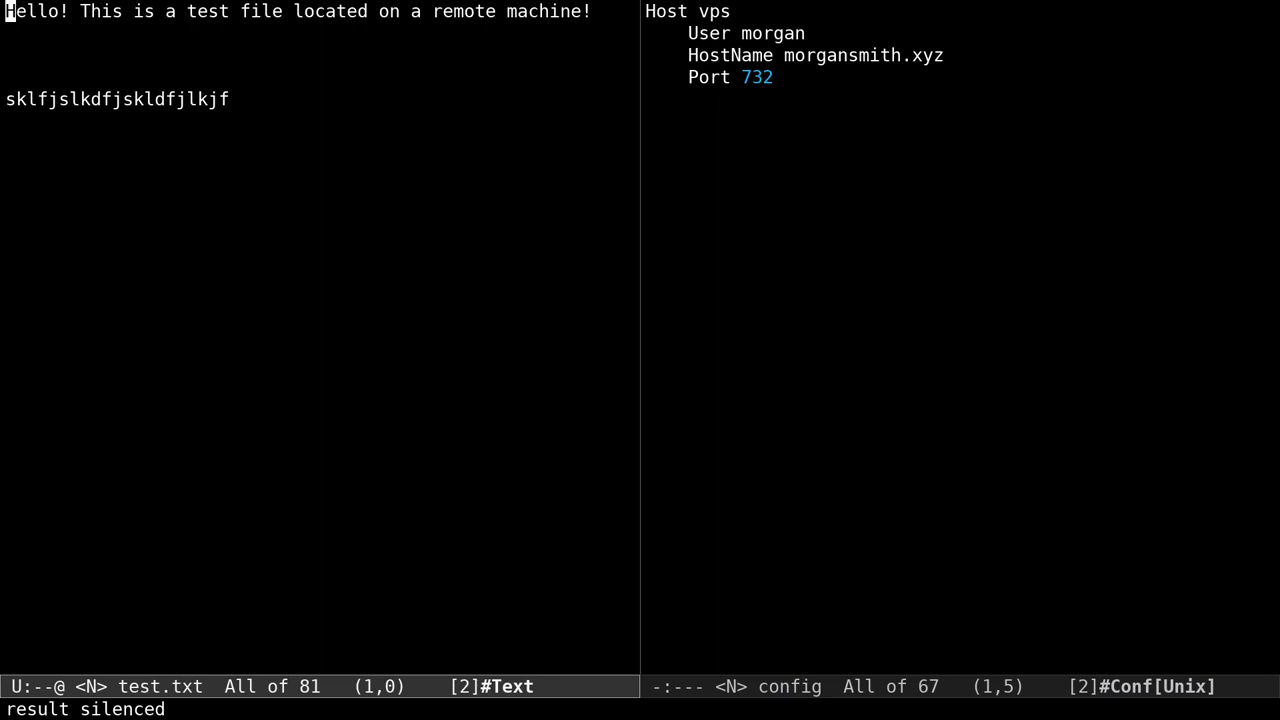 Hello! This is a test file located on a remote machine!
sklfjslkdfjskldfjlkjf
U:--@ <N> test.txt All of 81 (1,0) [2]#Text
Host vps
User morgan
HostName morgansmith.xyz
Port 732
-:--- <N> config All of 67 (1,5) [2]#Conf[Unix]
result silenced